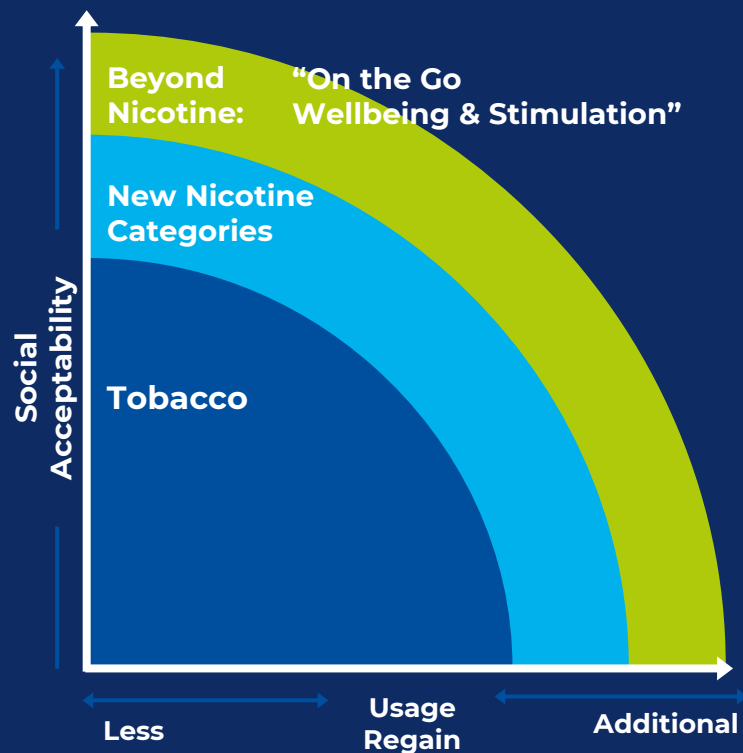 Beyond
Nicotine:
“On the Go
Wellbeing & Stimulation”
New Nicotine
Categories
Tobacco
Social
Acceptability
Less
Usage
Regain
Additional